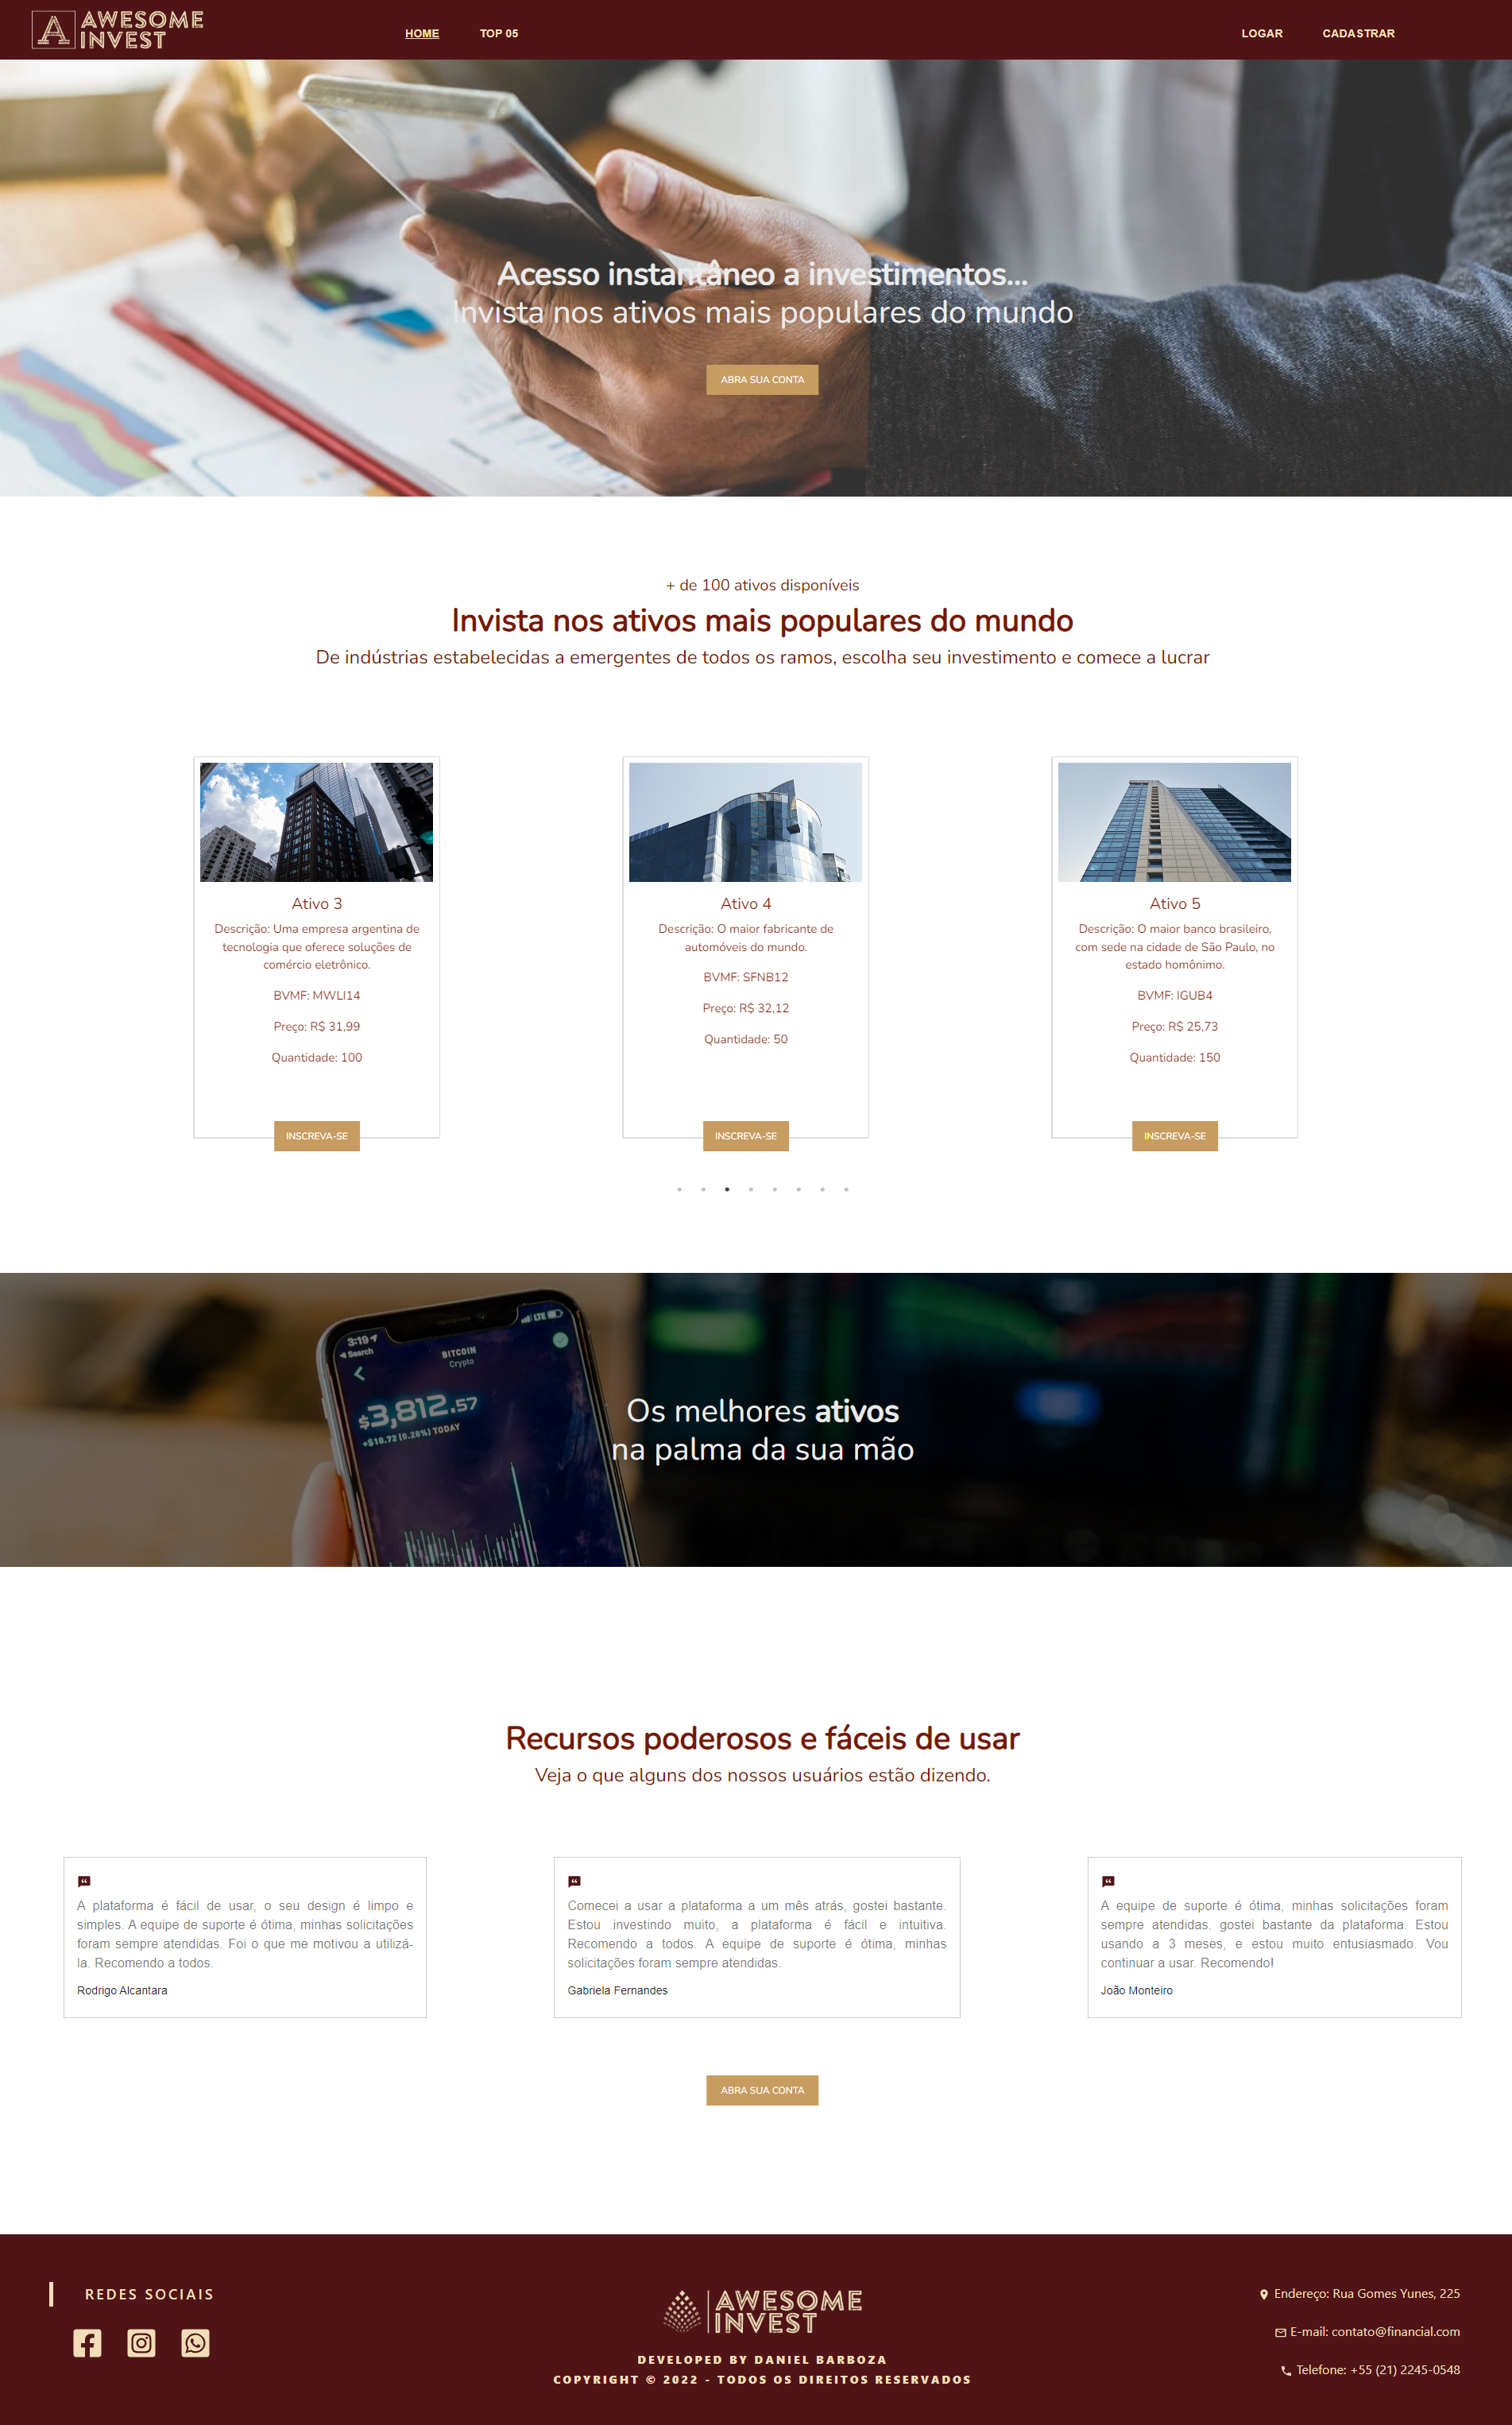 A AWESOME INVEST
HOME
TOP 05
LOGAR
CADASTRAR
Acesso instantâneo a investimentos...
Invista nos ativos mais populares do mundo
ABRA SUA CONTA
+ de 100 ativos disponíveis
Invista nos ativos mais populares do mundo
De indústrias estabelecidas a emergentes de todos os ramos, escolha seu investimento e comece a lucrar
Ativo 3
Descrição: Uma empresa argentina de
tecnologia que oferece soluções de
comércio eletrônico.
BVMF: MWLI14
Preço: R$ 31,99
Quantidade: 100
INSCREVA-SE
Ativo 4
Descrição: O maior fabricante de
automóveis do mundo.
BVMF: SFNB12
Preço: R$ 32,12
Quantidade: 50
INSCREVA-SE
Ativo 5
Descrição: O maior banco brasileiro,
com sede na cidade de São Paulo, no
estado homônimo.
BVMF: IGUB4
Preço: R$ 25,73
Quantidade: 150
INSCREVA-SE
3:19
LTE
Search
BITCOIN
Crypto
$3,812.57
+$10.72 (0.28%) TODAY
Os melhores ativos
na palma da sua mão
Recursos poderosos e fáceis de usar
Veja o que alguns dos nossos usuários estão dizendo.
A plataforma é fácil de usar, o seu design é limpo e
simples. A equipe de suporte é ótima, minhas solicitações
foram sempre atendidas. Foi o que me motivou a utilizá-
la. Recomendo a todos.
Rodrigo Alcantara
Comecei a usar a plataforma a um mês atrás, gostei bastante.
Estou investindo muito, a plataforma é fácil e intuitiva.
Recomendo a todos. A equipe de suporte é ótima, minhas
solicitações foram sempre atendidas.
Gabriela Fernandes
A equipe de suporte é ótima, minhas solicitações foram
sempre atendidas. gostei bastante da plataforma. Estou
usando a 3 meses, e estou muito entusiasmado. Vou
continuar a usar. Recomendo!
João Monteiro
ABRA SUA CONTA
REDES SOCIAIS
AWESOME
INVEST
DEVELOPED BY DANIEL BARBOZA
COPYRIGHT © 2022 - TODOS OS DIREITOS RESERVADOS
Endereço: Rua Gomes Yunes, 225
E-mail: contato@financial.com
Telefone: +55 (21) 2245-0548